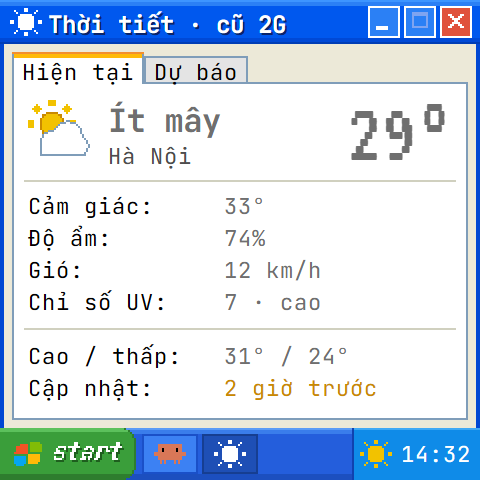 Thời tiết · cũ 2G
Hiện tại
Dự báo
Ít mây
29°
Hà Nội
Cảm giác: 33°
Độ ẩm: 74%
Gió: 12 km/h
Chỉ số UV: 7 · cao
Cao / thấp: 31° / 24°
Cập nhật: 2 giờ trước
start
14:32